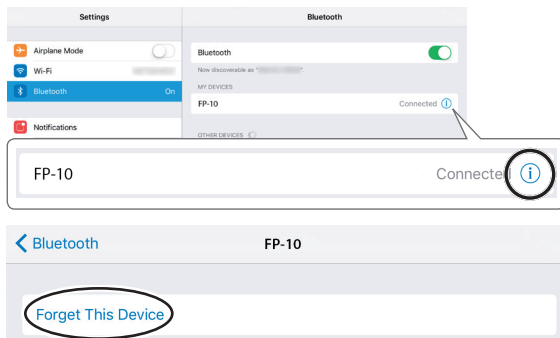 Settings
Bluetooth
Airplane Mode
Wi-Fi
Bluetooth On
Notifications
Bluetooth
Now discoverable as "
MY DEVICES
FP-10 Connected
OTHER DEVICES
FP-10 Connected i
Bluetooth FP-10
Forget This Device